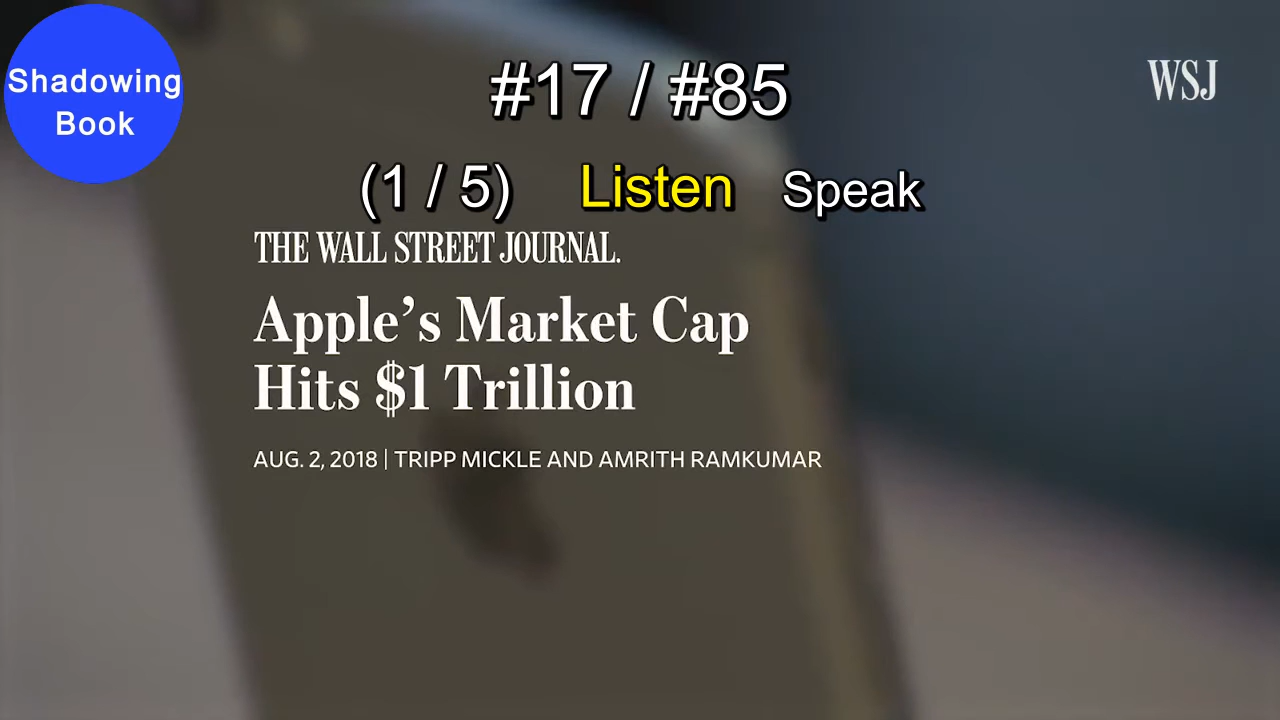 Shadowing
Book
#17 / #85
WSJ
(1 / 5) Listen Speak
THE WALL STREET JOURNAL.
Apple’s Market Cap
Hits $1 Trillion
AUG. 2, 2018 | TRIPP MICKLE AND AMRITH RAMKUMAR